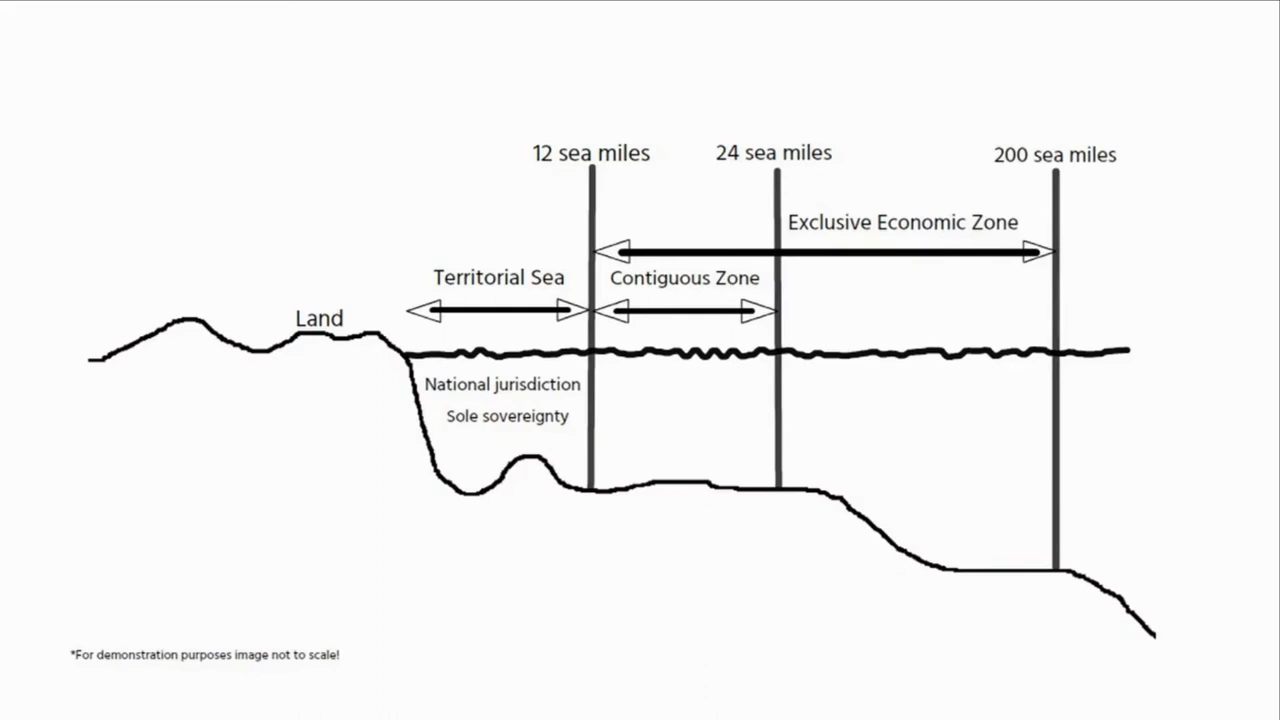 12 sea miles
24 sea miles
200 sea miles
Exclusive Economic Zone
Territorial Sea
Contiguous Zone
Land
National jurisdiction
Sole sovereignty
*For demonstration purposes image not to scale!